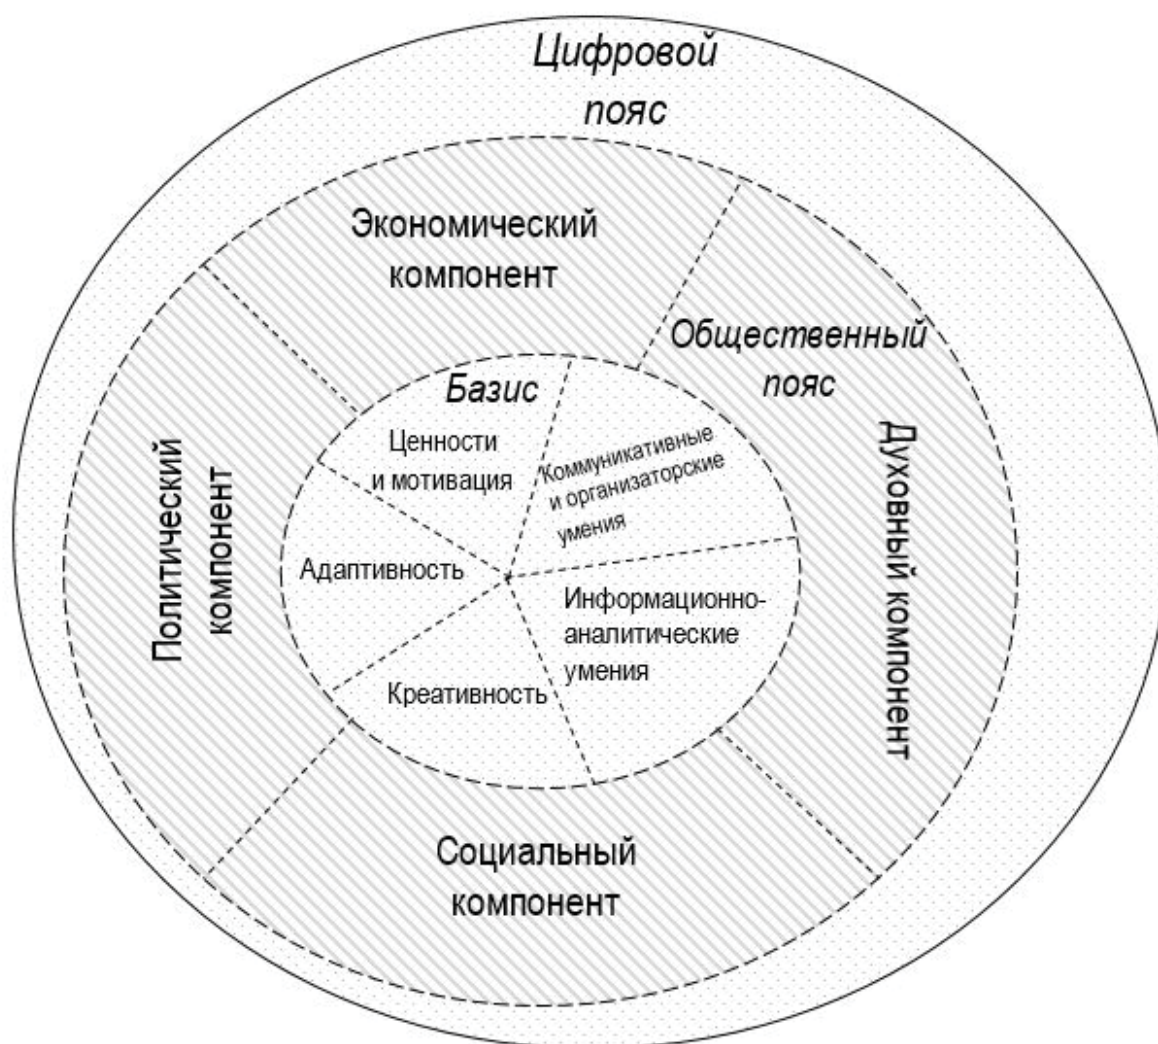 Цифровой
пояс
Экономический
компонент
Общественный
пояс
Базис
Ценности
и мотивация
Коммуникативные
и организаторские
умения
Политический
компонент
Адаптивность
Информационно-
аналитические
умения
Духовный компонент
Креативность
Социальный
компонент